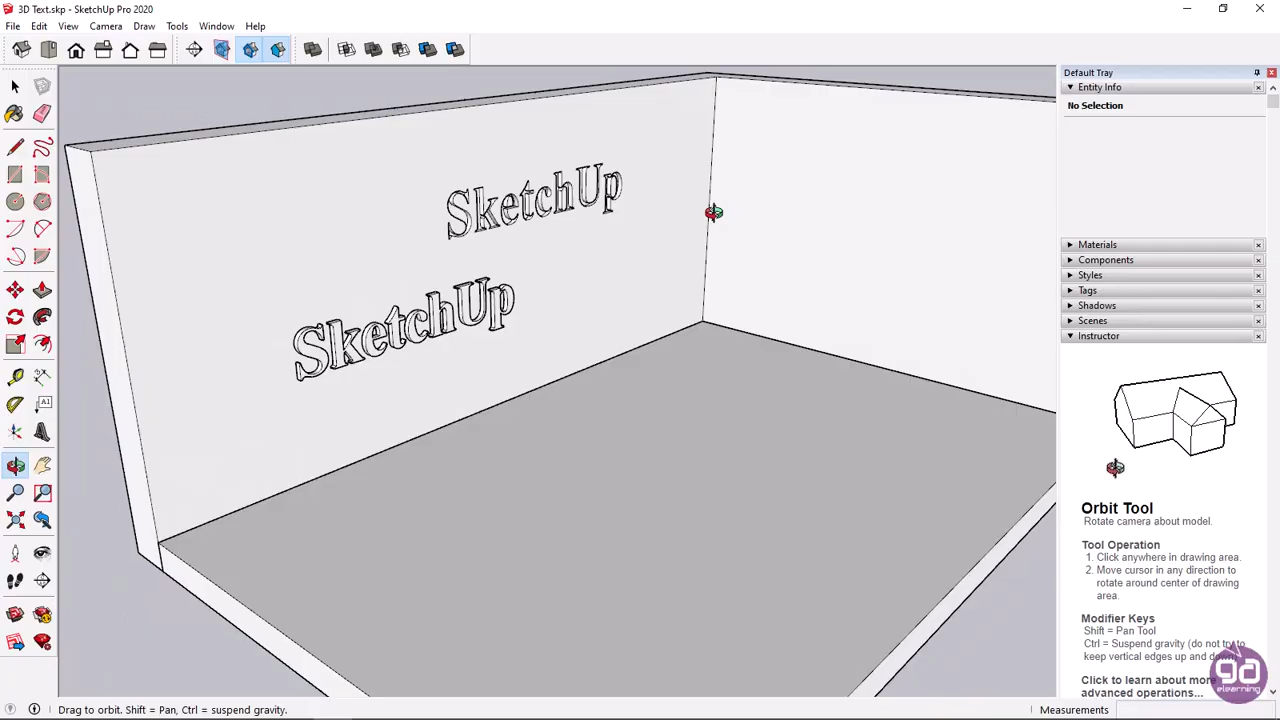 3D Text.skp - SketchUp Pro 2020
File Edit View Camera Draw Tools Window Help
Default Tray
Entity Info
No Selection
SketchUp
SketchUp
A1
Materials
Components
Styles
Tags
Shadows
Scenes
Instructor
Orbit Tool
Rotate camera about model.
Tool Operation
1. Click anywhere in drawing area.
2. Move cursor in any direction to
rotate around center of drawing
area.
Modifier Keys
Shift = Pan Tool
Ctrl = Suspend gravity (do not try to
keep vertical edges up and down)
Click to learn about more
advanced operations...
ga
elearning
Drag to orbit. Shift = Pan, Ctrl = suspend gravity.
Measurements